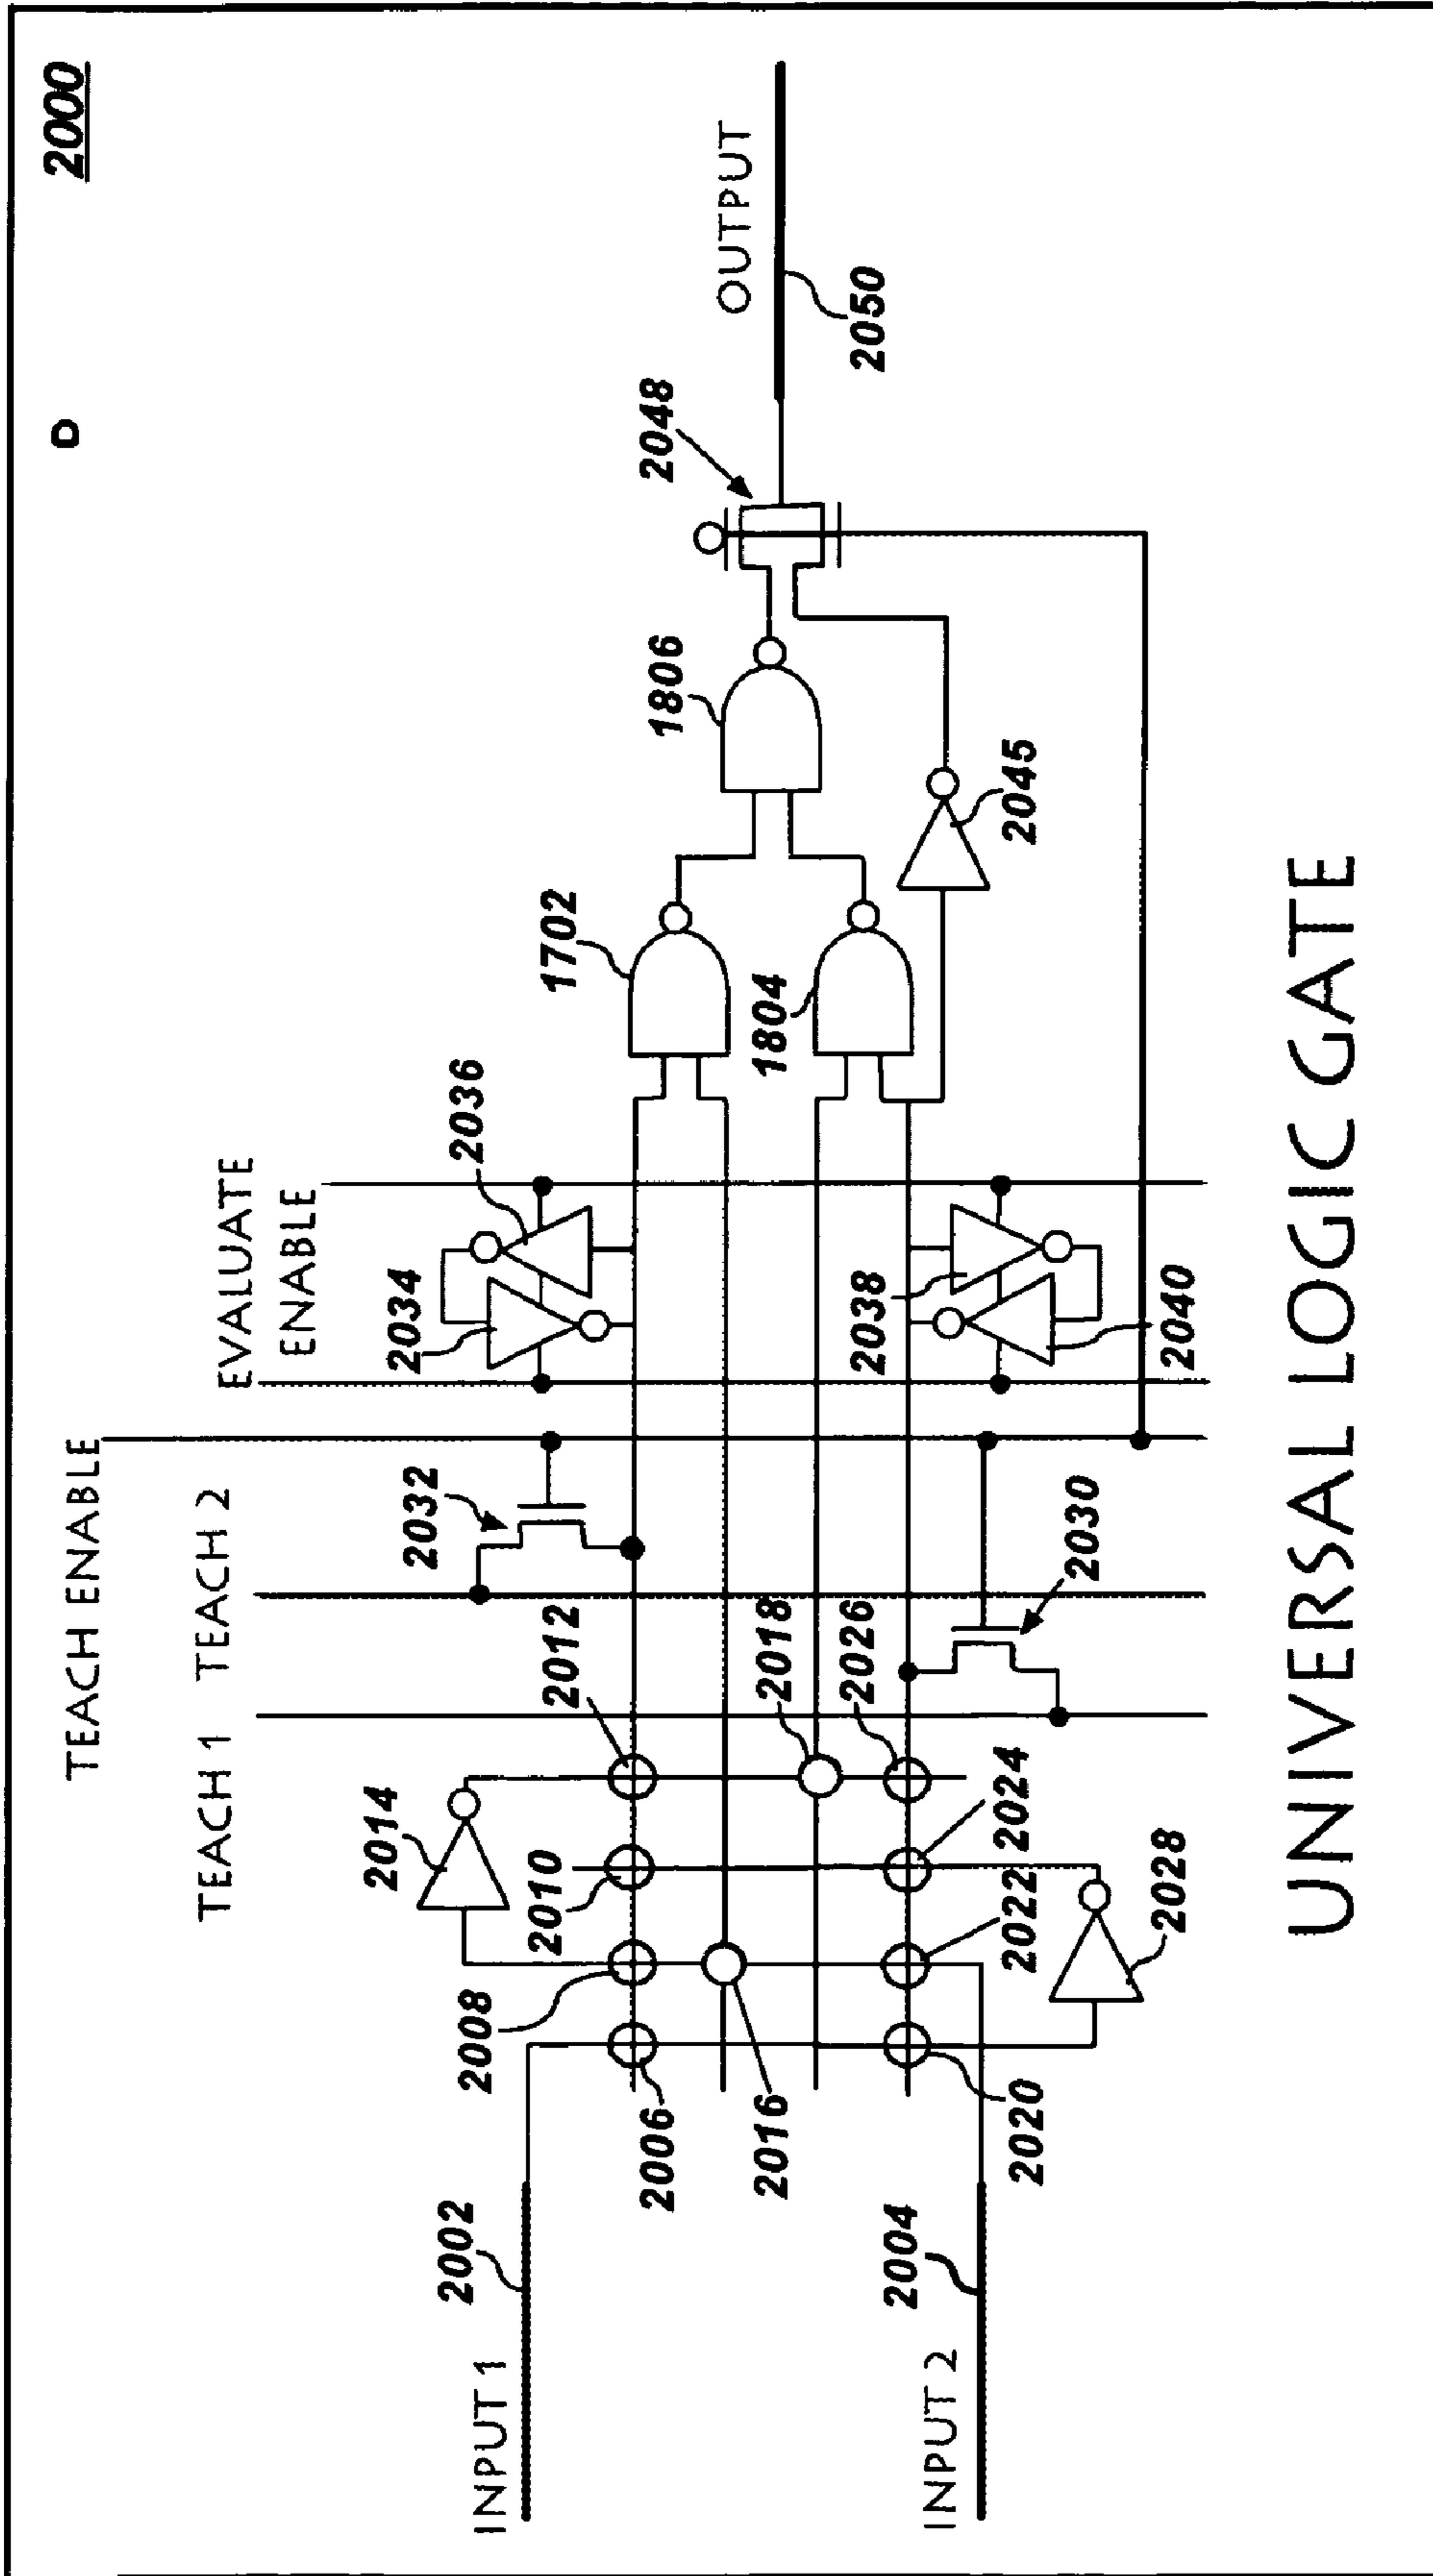 2000
D
TEACH ENABLE
TEACH 1
TEACH 2
EVALUATE
ENABLE
INPUT 1
2002
2014
2032
2034
2036
2008
2010
2012
1702
2006
1806
2048
OUTPUT
2016
2018
1804
2050
INPUT 2
2004
2026
2038
2020
2022
2024
2045
2028
2030
2040
UNIVERSAL LOGIC GATE